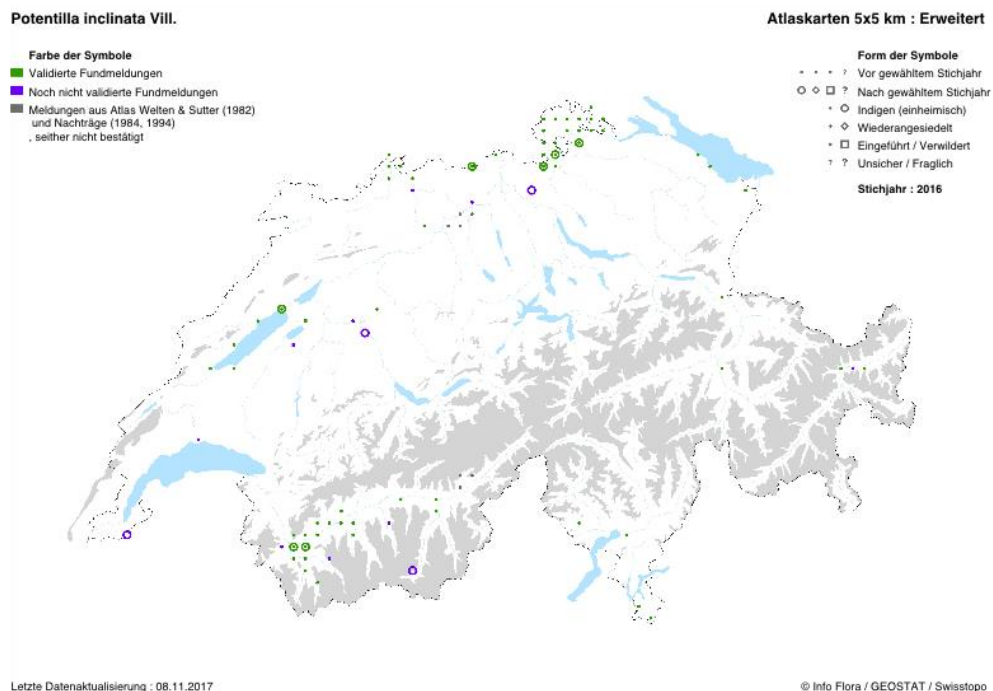 Potentilla inclinata Vill.
Atlaskarten 5x5 km : Erweitert
Farbe der Symbole
Validierte Fundmeldungen
Noch nicht validierte Fundmeldungen
Meldungen aus Atlas Welten & Sutter (1982)
und Nachträge (1984, 1994)
, seither nicht bestätigt
Form der Symbole
? Vor gewähltem Stichjahr
? Nach gewähltem Stichjahr
Indigen (einheimisch)
Wiederangesiedelt
Eingeführt / Verwildert
? ? Unsicher / Fraglich
Stichjahr : 2016
Letzte Datenaktualisierung : 08.11.2017
© Info Flora / GEOSTAT / Swisstopo